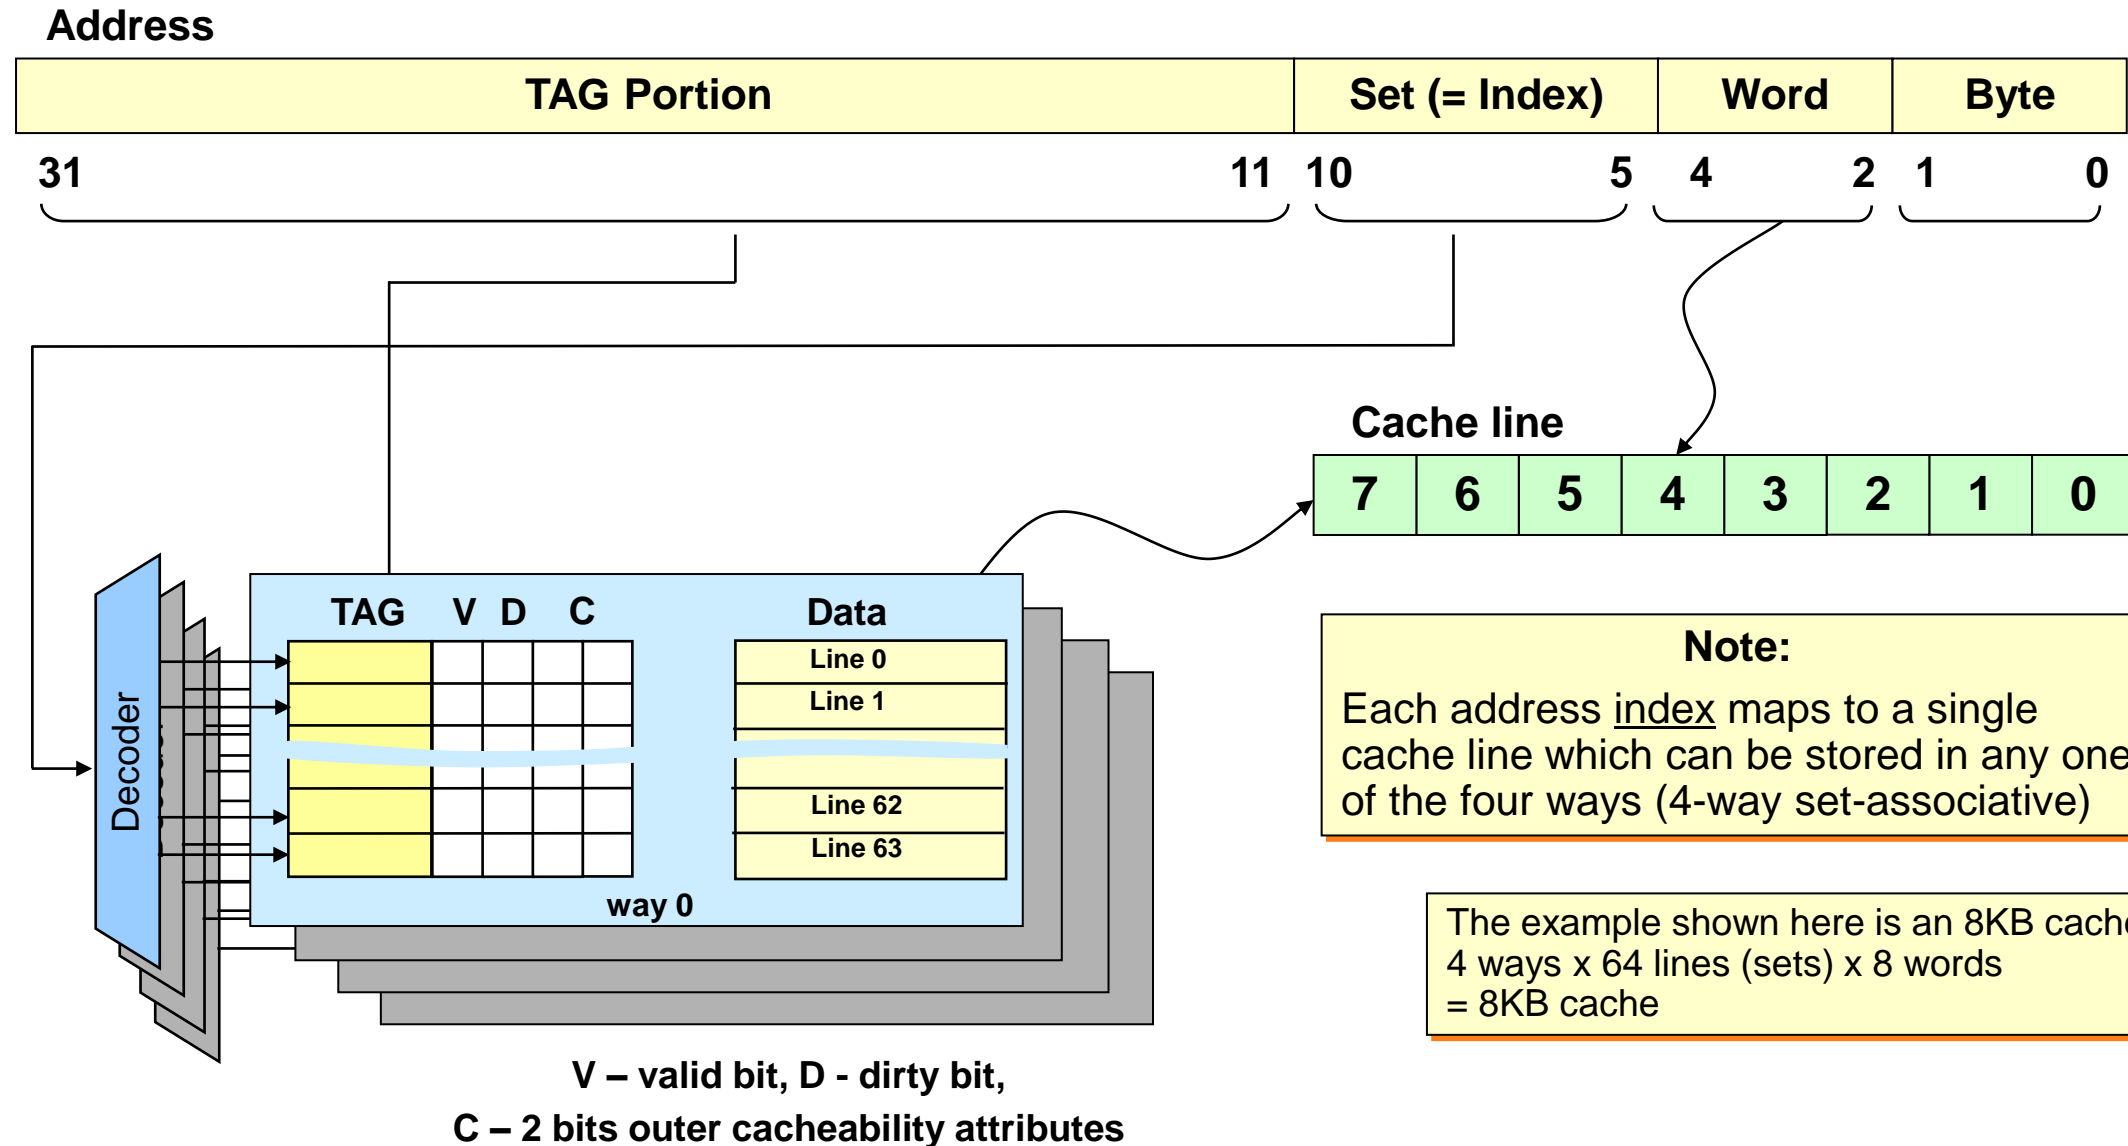 Address
TAG Portion Set (= Index) Word Byte
31 11 10 5 4 2 1 0
Cache line
7 6 5 4 3 2 1 0
TAG V D C Data
Line 0
Line 1
Line 62
Line 63
way 0
Decoder
Note:
Each address index maps to a single
cache line which can be stored in any one
of the four ways (4-way set-associative)
The example shown here is an 8KB cache
4 ways x 64 lines (sets) x 8 words
= 8KB cache
V – valid bit, D - dirty bit,
C – 2 bits outer cacheability attributes